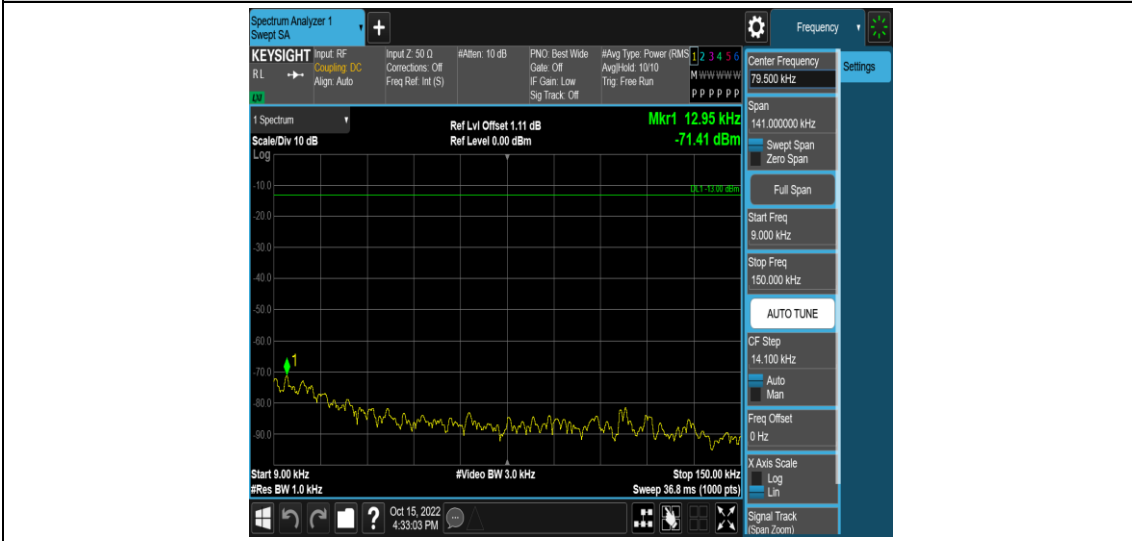 Spectrum Analyzer 1
Swept SA
Frequency
KEYSIGHT
Input: RF
Input Z: 50 Ω
#Atten: 10 dB
PNO: Best Wide
#Avg Type: Power (RMS
1 2 3 4 5 6
RL
Coupling: DC
Corrections: Off
Gate: Off
Avg|Hold: 10/10
M W W W W W
Align: Auto
Freq Ref: Int (S)
IF Gain: Low
Trig: Free Run
Sig Track: Off
P P P P P P
1 Spectrum
Ref Lvl Offset 1.11 dB
Mkr1 12.95 kHz
Scale/Div 10 dB
Ref Level 0.00 dBm
-71.41 dBm
Log
-10.0
DL1 -13.00 dBm
-20.0
-30.0
-40.0
-50.0
-60.0
1
-70.0
-80.0
-90.0
Start 9.00 kHz
#Video BW 3.0 kHz
Stop 150.00 kHz
#Res BW 1.0 kHz
Sweep 36.8 ms (1000 pts)
Oct 15, 2022
4:33:03 PM
Center Frequency
79.500 kHz
Settings
Span
141.000000 kHz
Swept Span
Zero Span
Full Span
Start Freq
9.000 kHz
Stop Freq
150.000 kHz
AUTO TUNE
CF Step
14.100 kHz
Auto
Man
Freq Offset
0 Hz
X Axis Scale
Log
Lin
Signal Track
(Span Zoom)